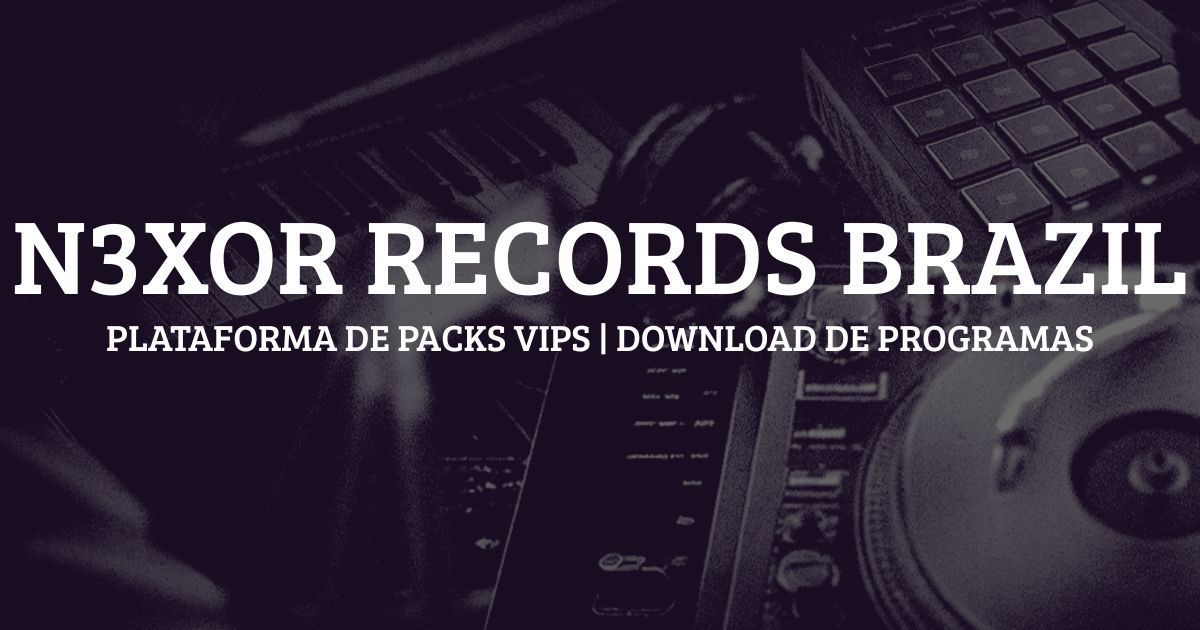 N3XOR RECORDS BRAZIL
PLATAFORMA DE PACKS VIPS | DOWNLOAD DE PROGRAMAS